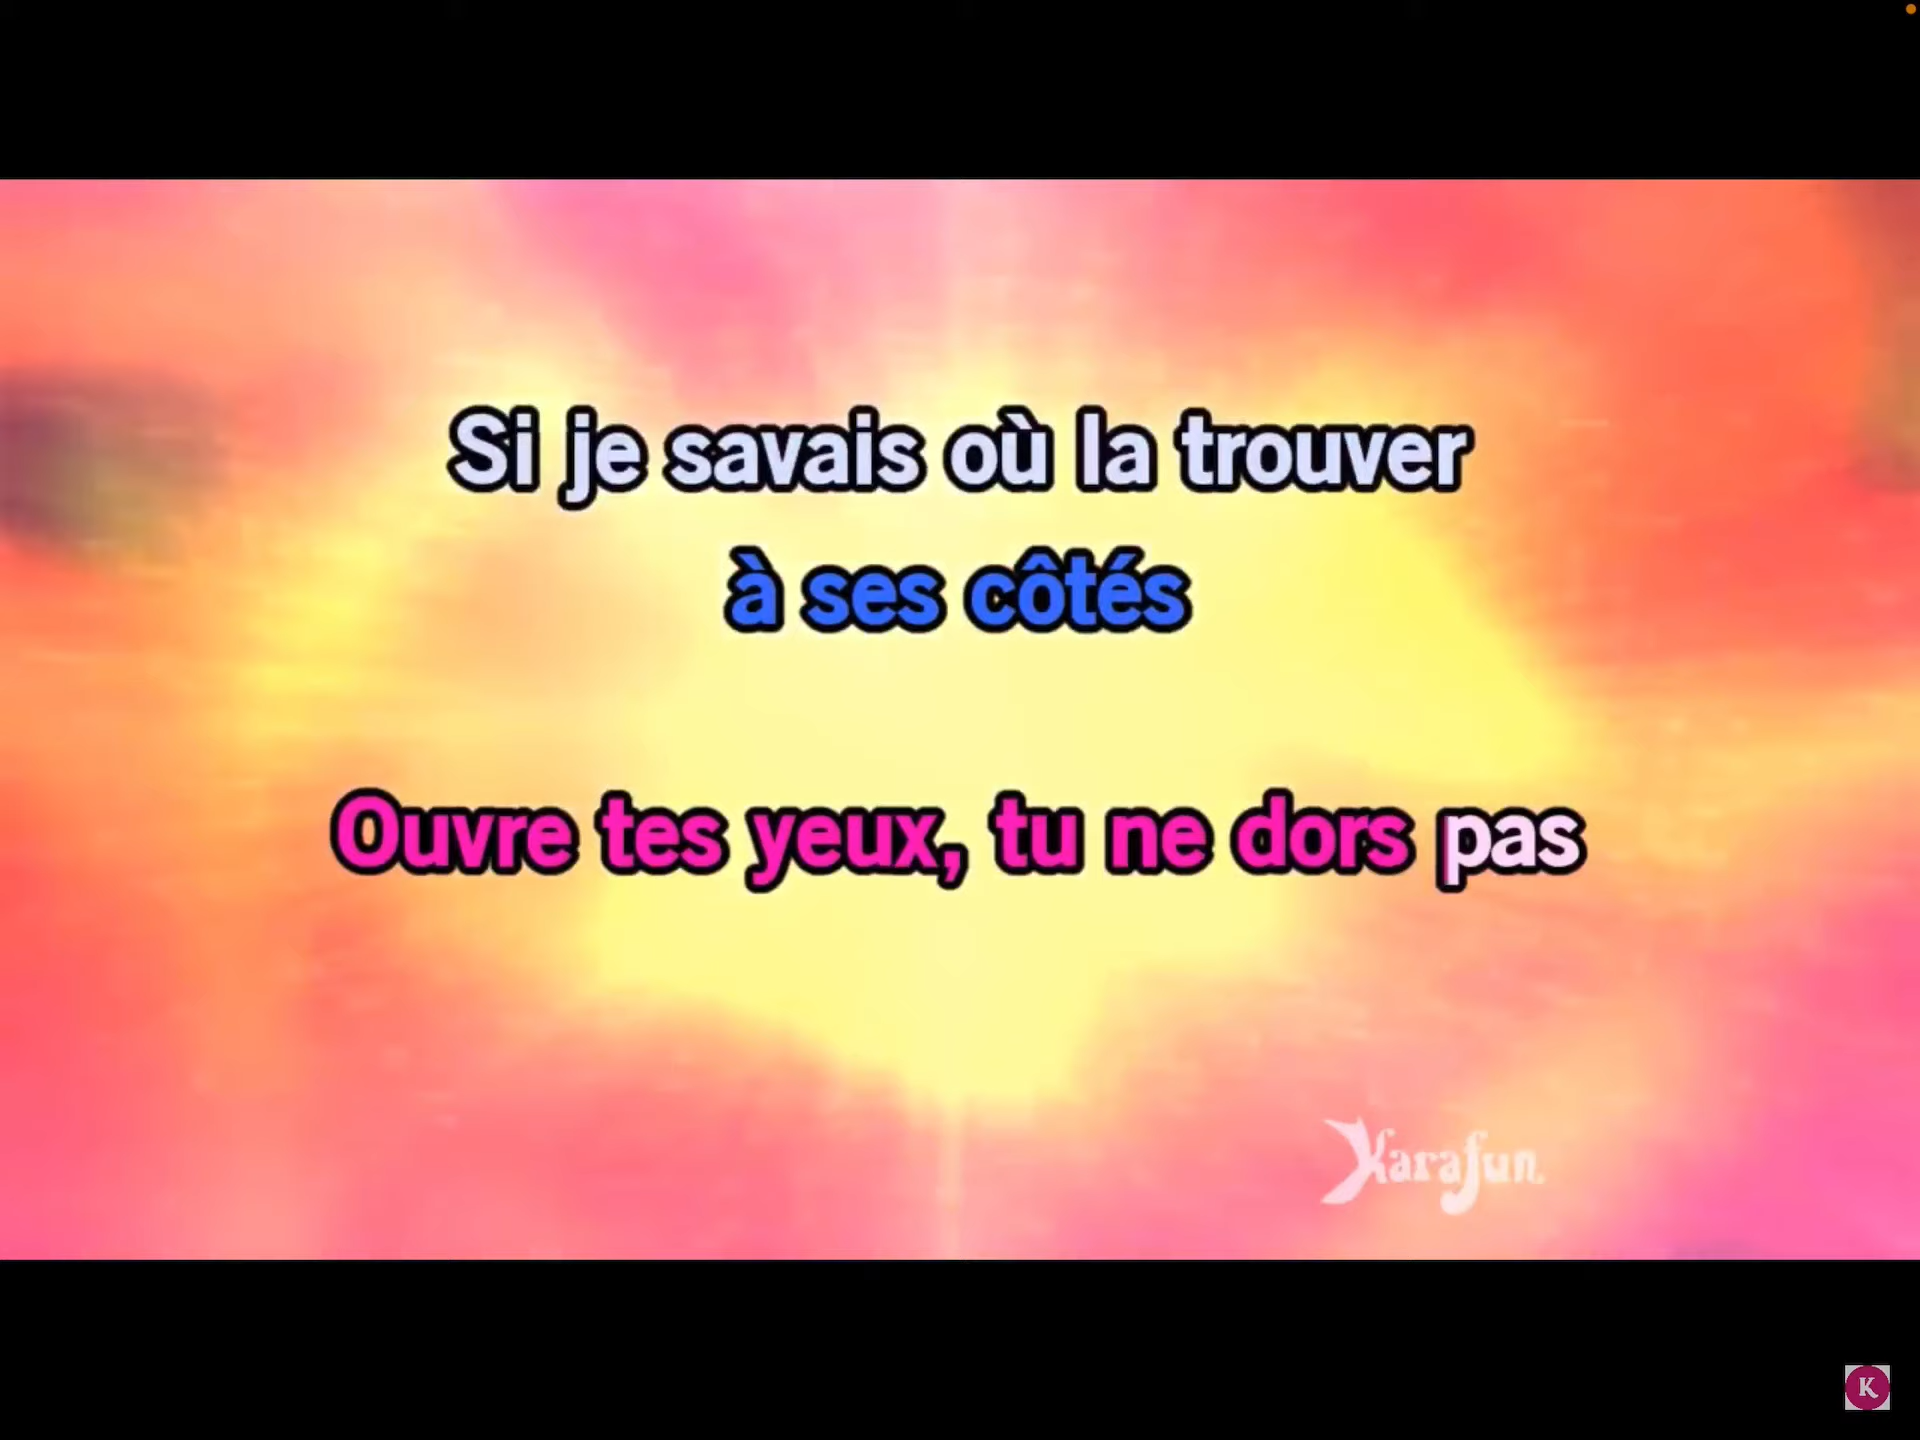 Si je savais où la trouver
à ses côtés
Ouvre tes yeux, tu ne dors pas
Karafun
K